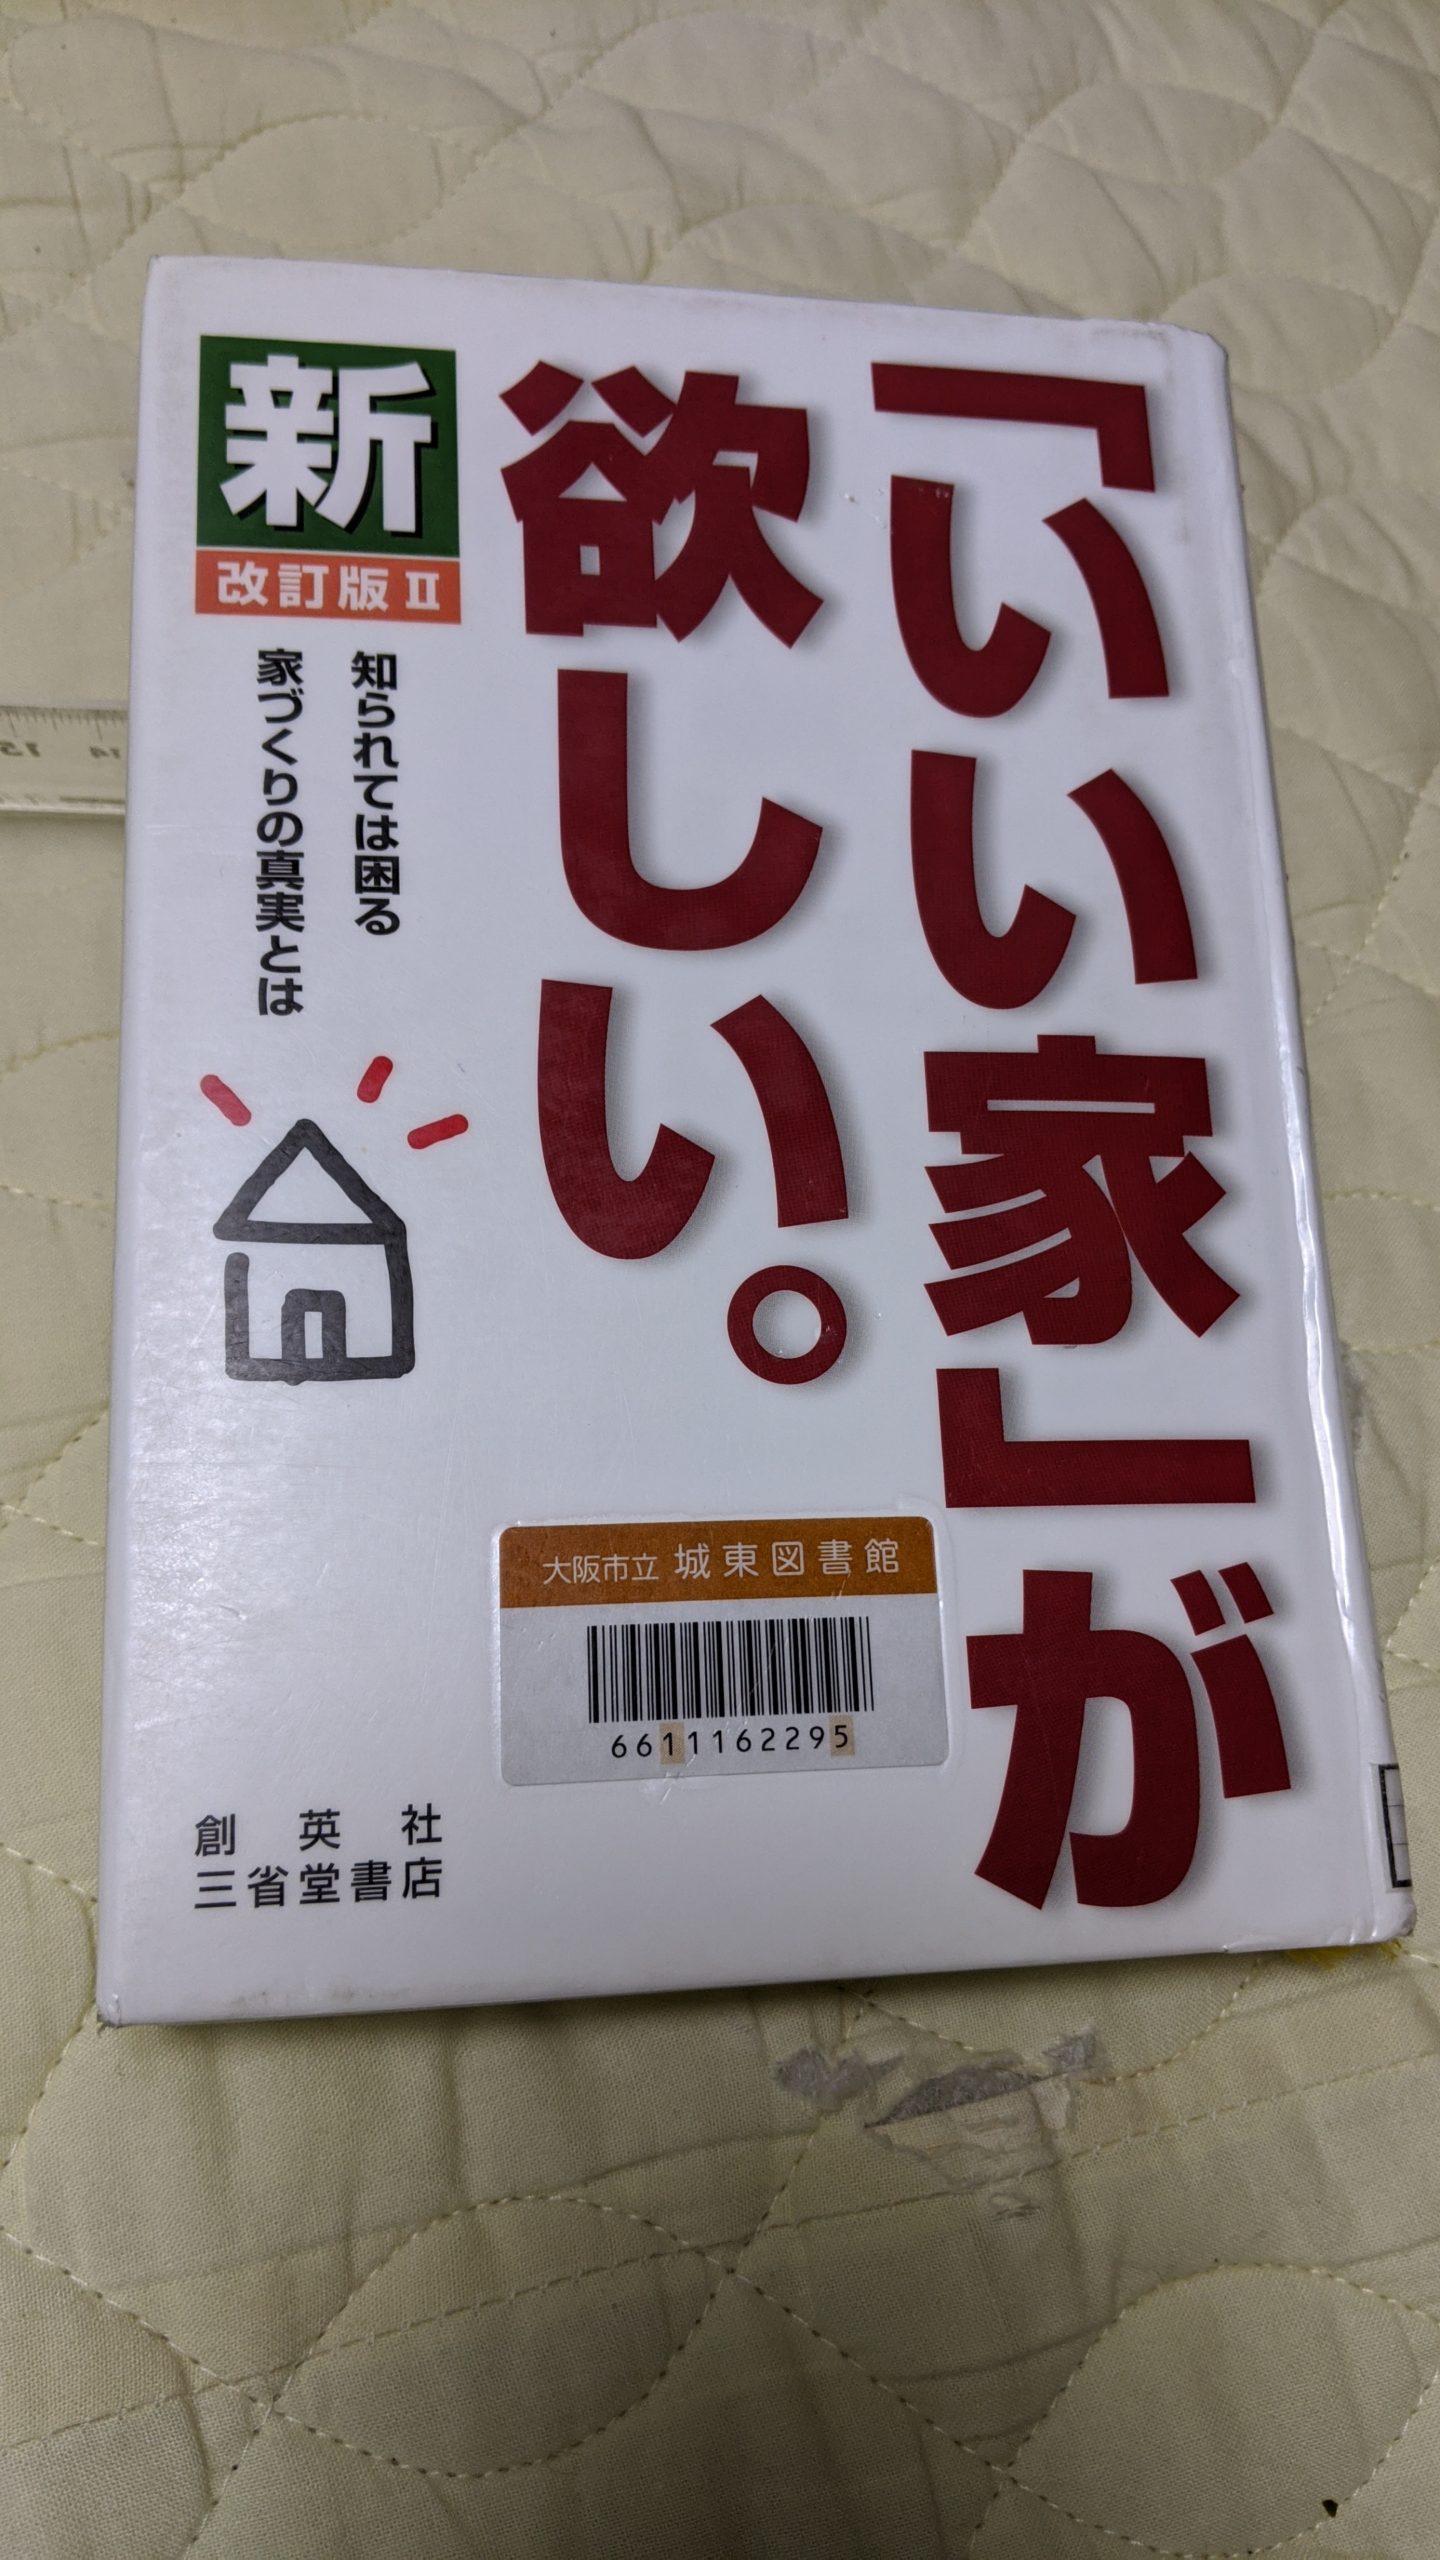 「いい家」が
欲しい。
新
改訂版Ⅱ
知られては困る
家づくりの真実とは
大阪市立 城東図書館
6611162295
創英社
三省堂書店
15
14